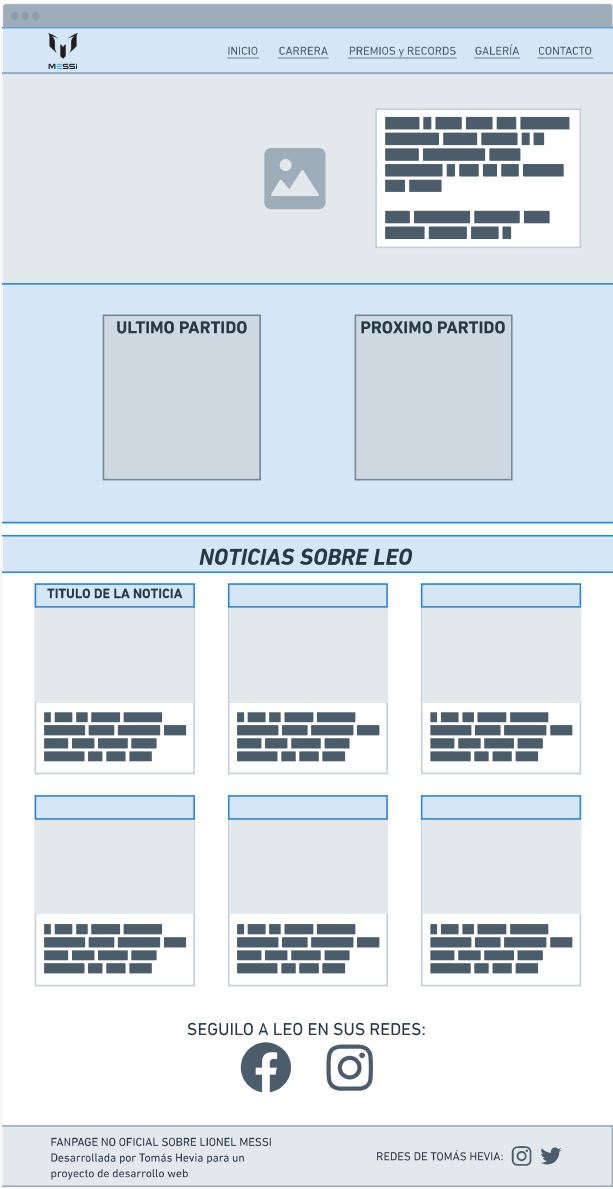 MESSI
INICIO
CARRERA
PREMIOS y RECORDS
GALERÍA
CONTACTO
ULTIMO PARTIDO
PROXIMO PARTIDO
NOTICIAS SOBRE LEO
TITULO DE LA NOTICIA
SEGUILO A LEO EN SUS REDES:
FANPAGE NO OFICIAL SOBRE LIONEL MESSI
Desarrollada por Tomás Hevia para un
proyecto de desarrollo web
REDES DE TOMÁS HEVIA: